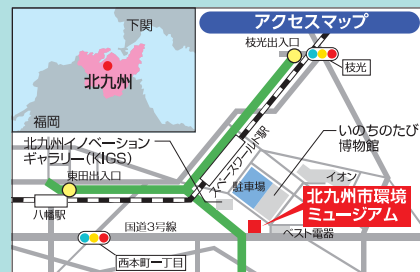 アクセスマップ
下関
北九州
福岡
枝光出入口
枝光
スペースワールド駅
いのちのたび
博物館
北九州イノベーション
ギャラリー(KIGS)
東田出入口
駐車場
イオン
八幡駅
北九州市環境
ミュージアム
国道3号線
ベスト電器
西本町一丁目